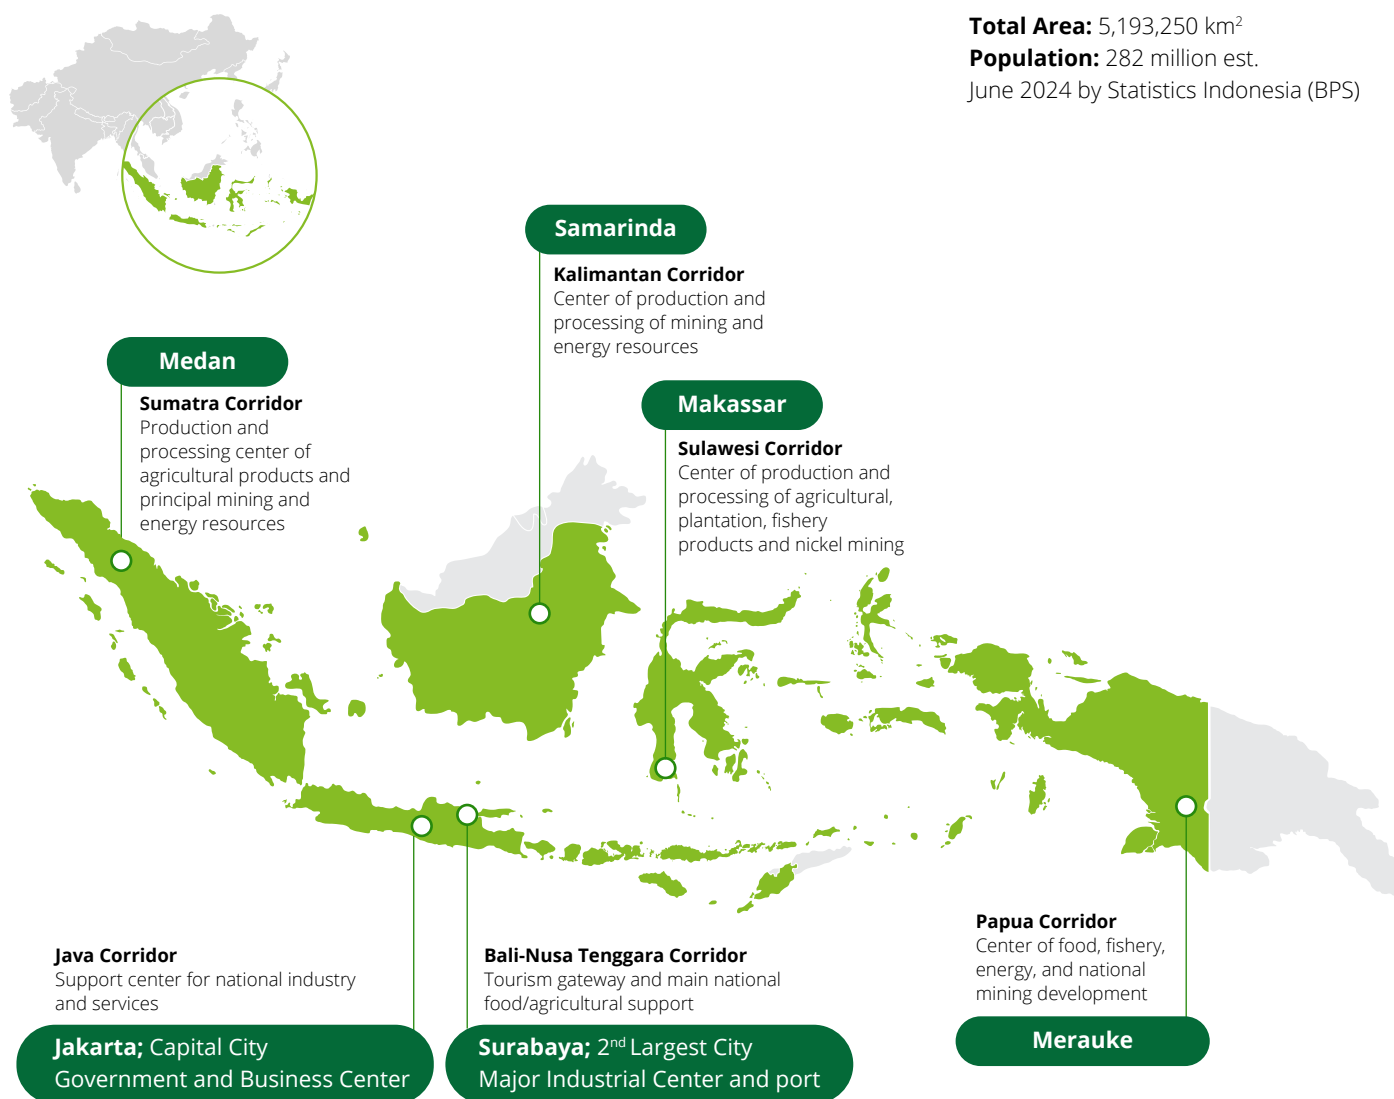 Total Area: 5,193,250 km²
Population: 282 million est.
June 2024 by Statistics Indonesia (BPS)
Samarinda
Kalimantan Corridor
Center of production and
processing of mining and
energy resources
Medan
Sumatra Corridor
Production and
processing center of
agricultural products and
principal mining and
energy resources
Makassar
Sulawesi Corridor
Center of production and
processing of agricultural,
plantation, fishery
products and nickel mining
Java Corridor
Support center for national industry
and services
Jakarta; Capital City
Government and Business Center
Bali-Nusa Tenggara Corridor
Tourism gateway and main national
food/agricultural support
Surabaya; 2nd Largest City
Major Industrial Center and port
Papua Corridor
Center of food, fishery,
energy, and national
mining development
Merauke